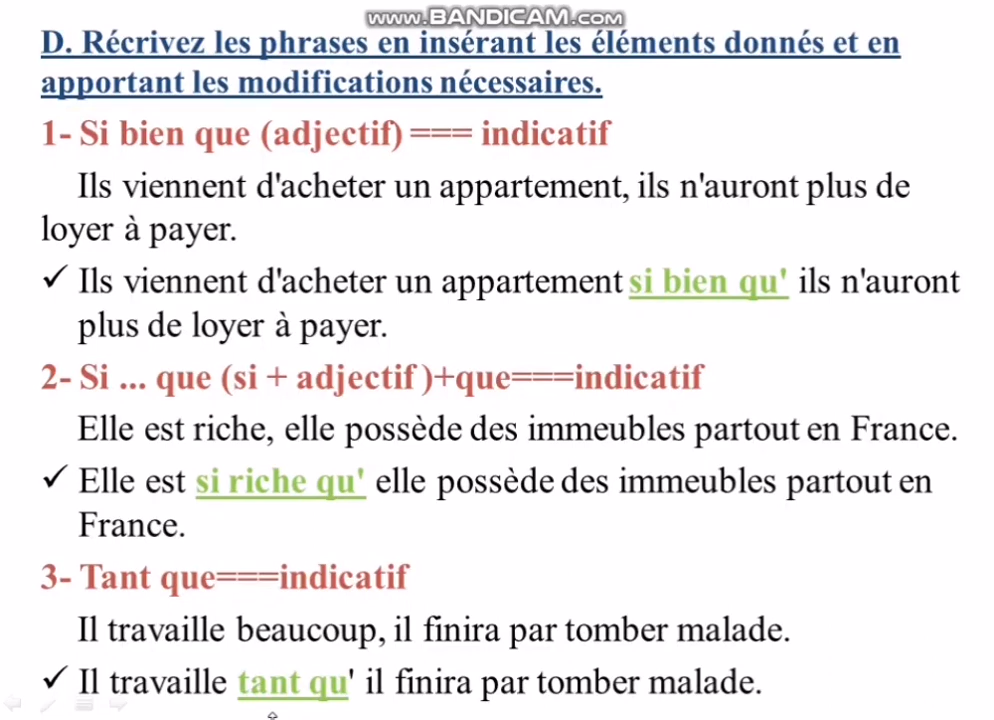 www.BANDICAM.com
D. Récrivez les phrases en insérant les éléments donnés et en
apportant les modifications nécessaires.
1- Si bien que (adjectif) === indicatif
Ils viennent d'acheter un appartement, ils n'auront plus de
loyer à payer.
✓ Ils viennent d'acheter un appartement si bien qu' ils n'auront
plus de loyer à payer.
2- Si ... que (si + adjectif )+que===indicatif
Elle est riche, elle possède des immeubles partout en France.
✓ Elle est si riche qu' elle possède des immeubles partout en
France.
3- Tant que===indicatif
Il travaille beaucoup, il finira par tomber malade.
✓ Il travaille tant qu' il finira par tomber malade.